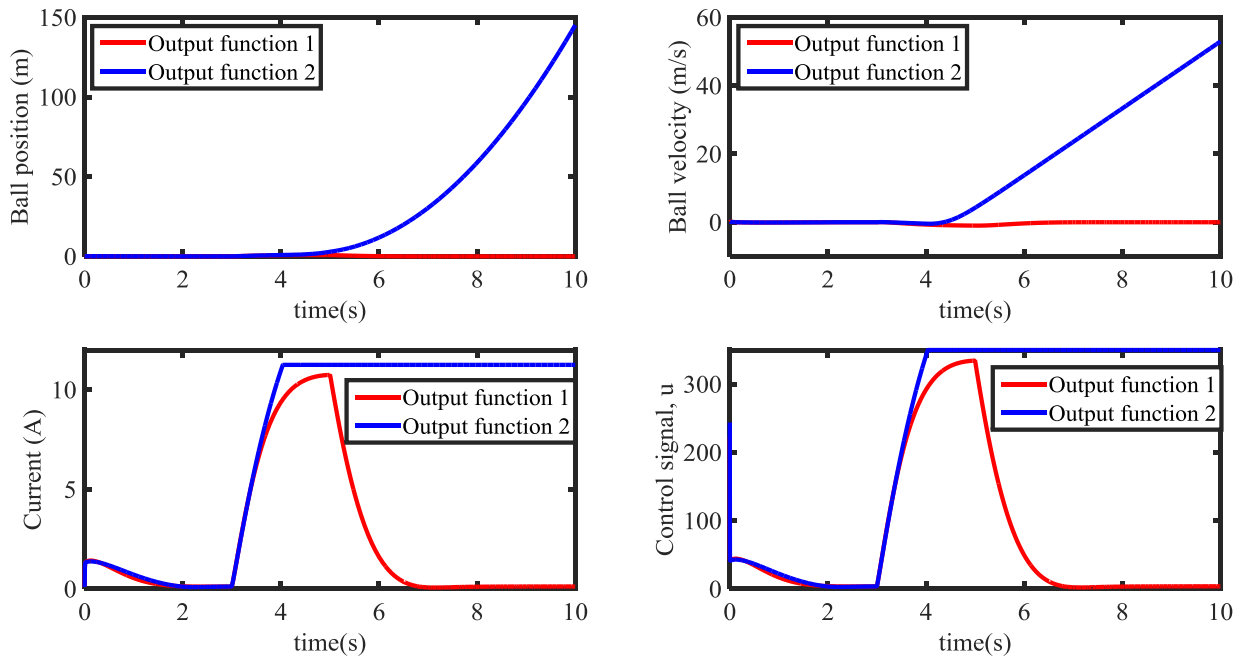 Ball position (m)
150
100
50
0
Output function 1
Output function 2
0 2 4 6 8 10
time(s)
Ball velocity (m/s)
60
40
20
0
Output function 1
Output function 2
0 2 4 6 8 10
time(s)
Current (A)
10
5
0
Output function 1
Output function 2
0 2 4 6 8 10
time(s)
Control signal, u
300
200
100
0
Output function 1
Output function 2
0 2 4 6 8 10
time(s)